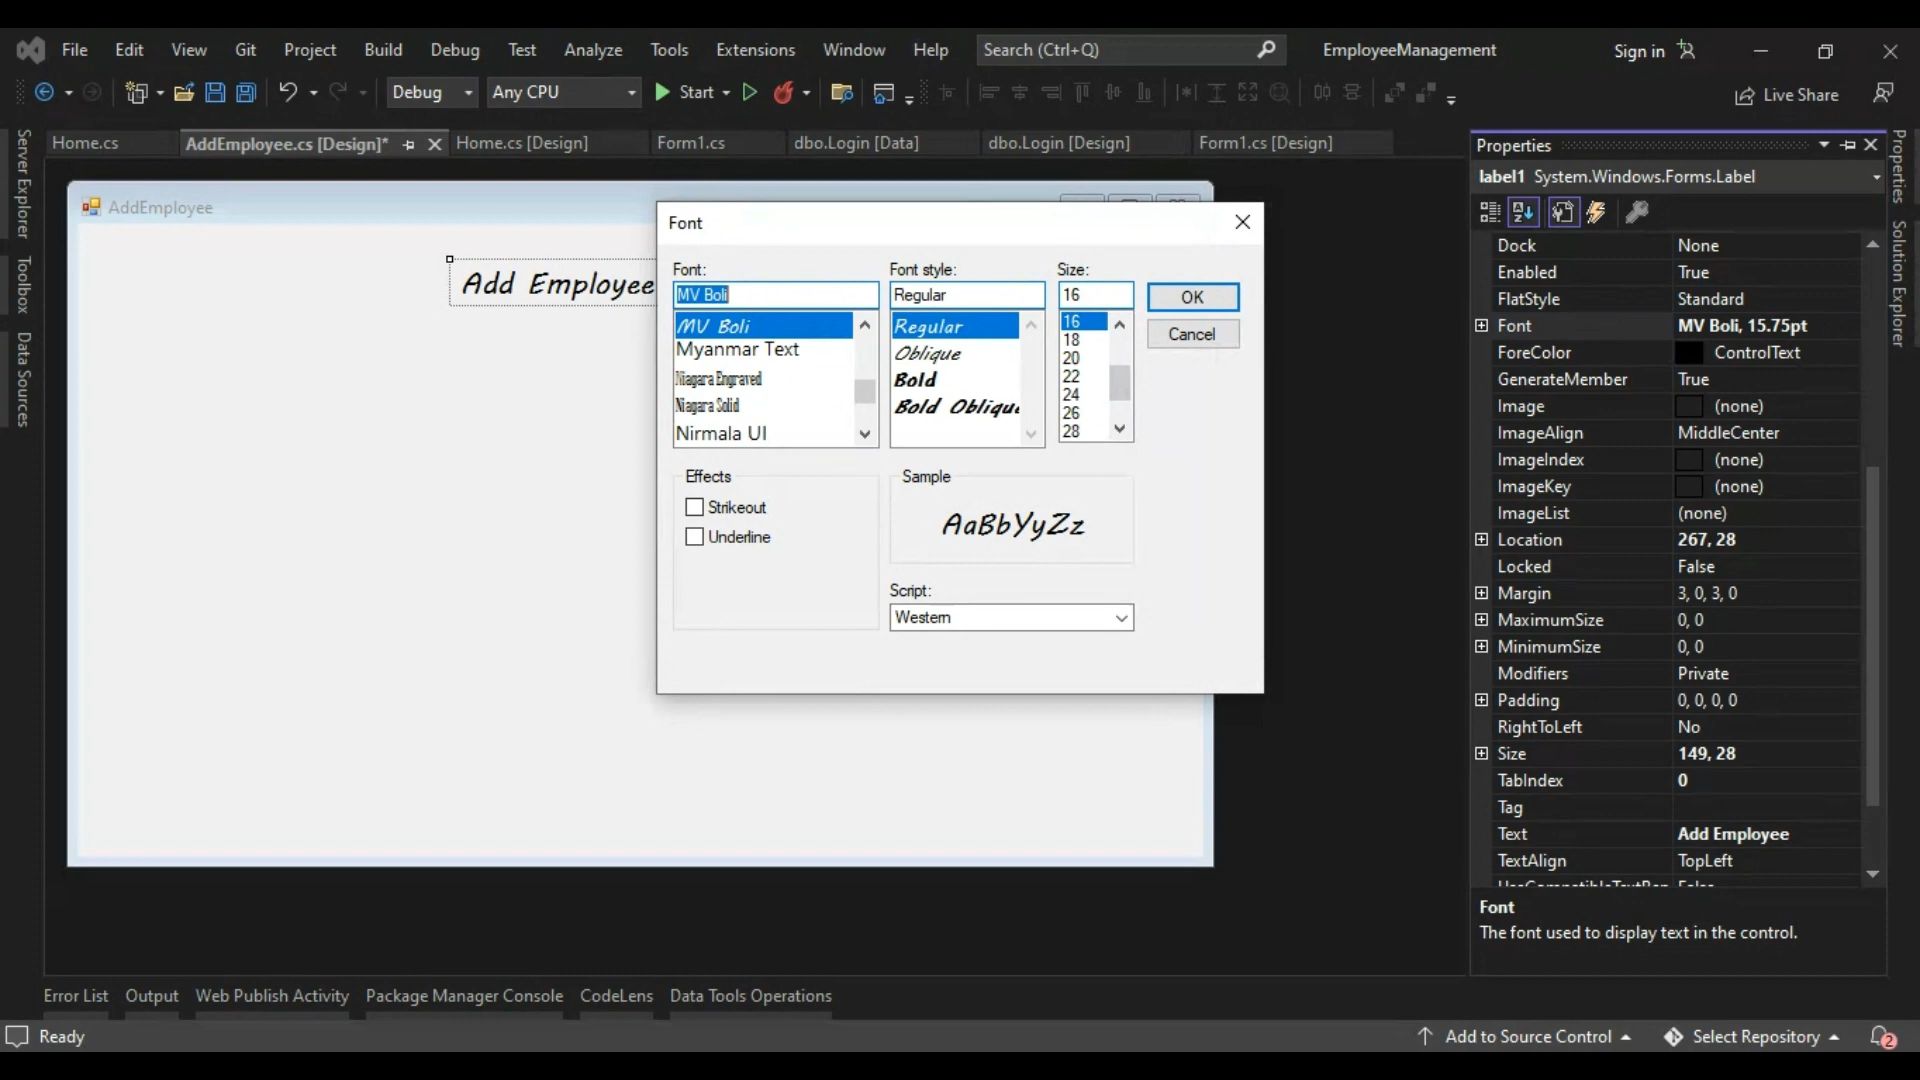 File Edit View Git Project Build Debug Test Analyze Tools Extensions Window Help Search (Ctrl+Q) EmployeeManagement Sign in
Debug Any CPU Start Live Share
Home.cs AddEmployee.cs [Design]* Home.cs [Design] Form1.cs dbo.Login [Data] dbo.Login [Design] Form1.cs [Design]
Server Explorer
Toolbox
Data Sources
AddEmployee
Add Employee
Font
Font: Font style: Size:
MV Boli Regular 16 OK
MV Boli Regular 16
Myanmar Text Oblique 18 Cancel
Niagara Engraved Bold 20
Niagara Solid Bold Oblique 22
Nirmala UI 24
26
28
Effects Sample
Strikeout AaBbYyZz
Underline
Script:
Western
Properties
label1 System.Windows.Forms.Label
Dock None
Enabled True
FlatStyle Standard
Font MV Boli, 15.75pt
ForeColor ControlText
GenerateMember True
Image (none)
ImageAlign MiddleCenter
ImageIndex (none)
ImageKey (none)
ImageList (none)
Location 267, 28
Locked False
Margin 3, 0, 3, 0
MaximumSize 0, 0
MinimumSize 0, 0
Modifiers Private
Padding 0, 0, 0, 0
RightToLeft No
Size 149, 28
TabIndex 0
Tag
Text Add Employee
TextAlign TopLeft
Font
The font used to display text in the control.
Properties
Solution Explorer
Error List Output Web Publish Activity Package Manager Console CodeLens Data Tools Operations
Ready Add to Source Control Select Repository 2